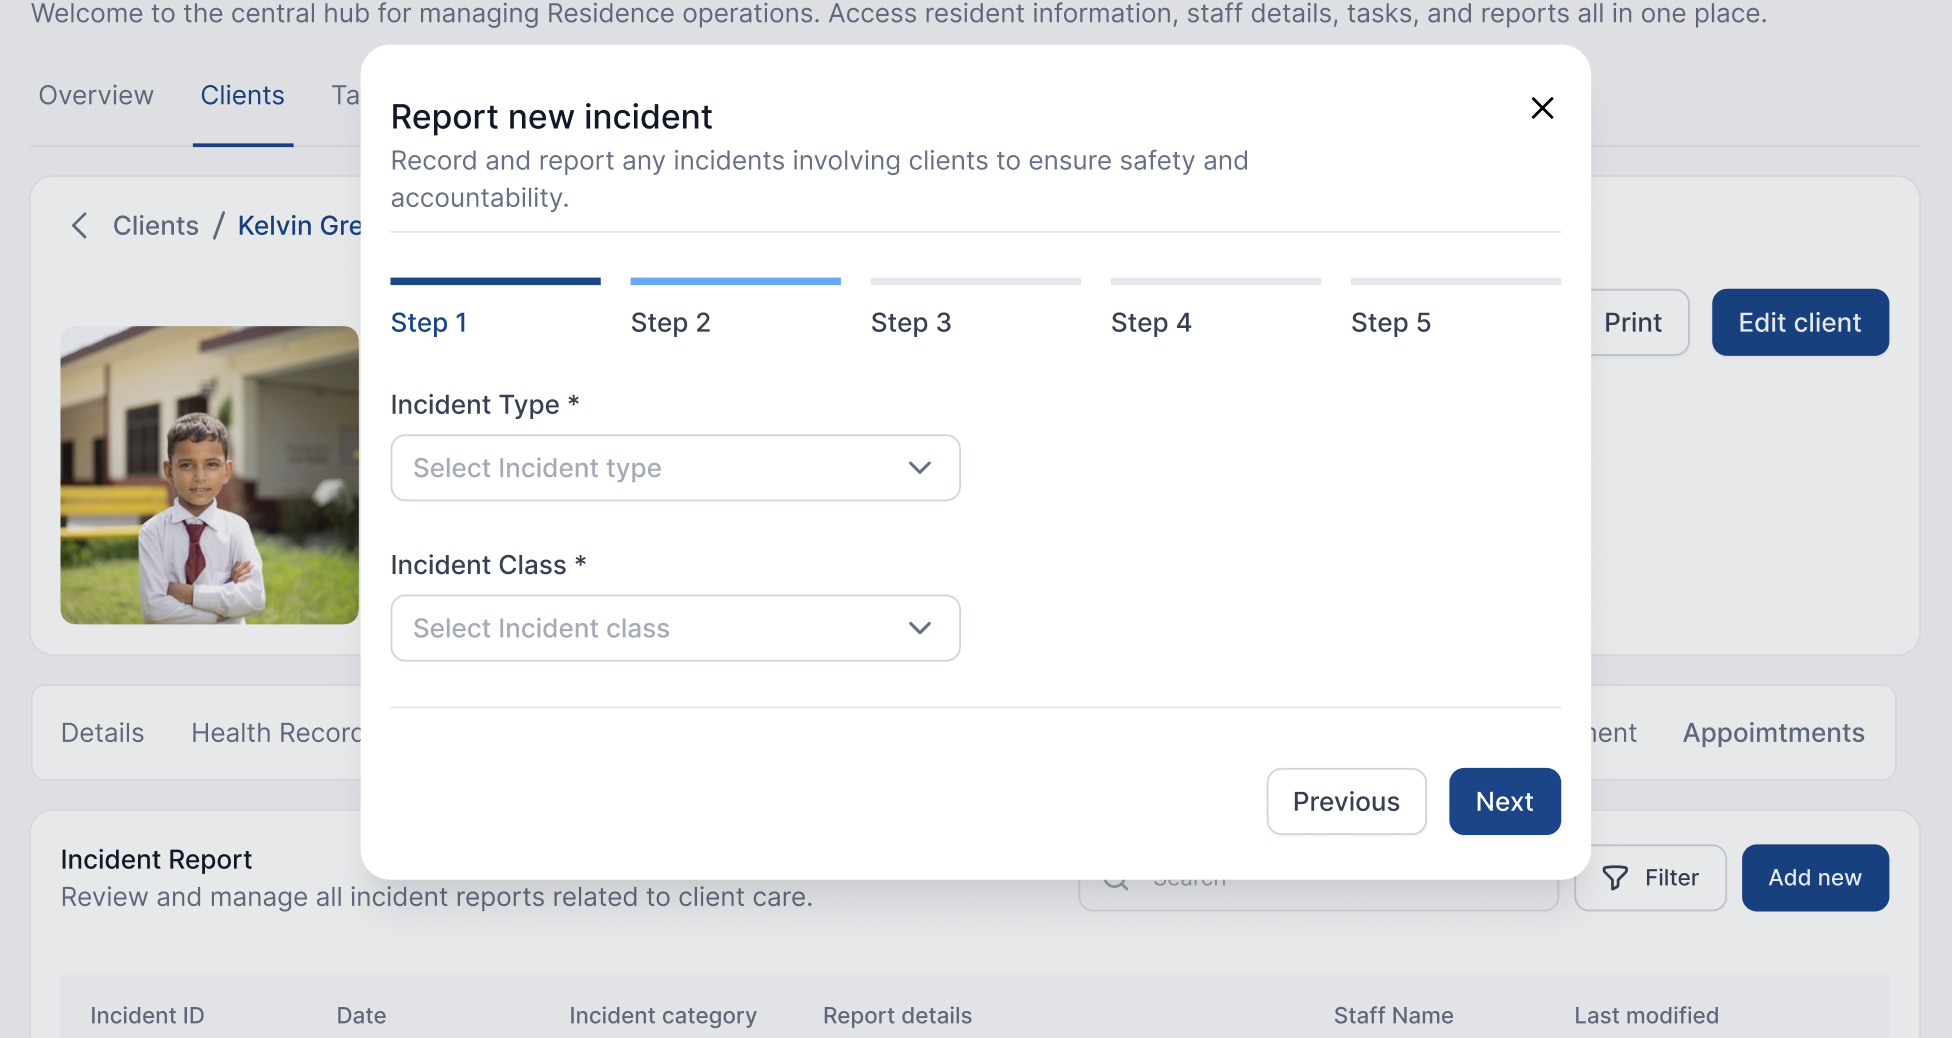 Welcome to the central hub for managing Residence operations. Access resident information, staff details, tasks, and reports all in one place.
Overview Clients
Report new incident
Record and report any incidents involving clients to ensure safety and
accountability.
Clients / Kelvin
Step 1 Step 2 Step 3 Step 4 Step 5
Print Edit client
Incident Type *
Select Incident type
Incident Class *
Select Incident class
Details Health Record Appoimtments
Previous Next
Incident Report
Review and manage all incident reports related to client care.
Search Filter Add new
Incident ID Date Incident category Report details Staff Name Last modified